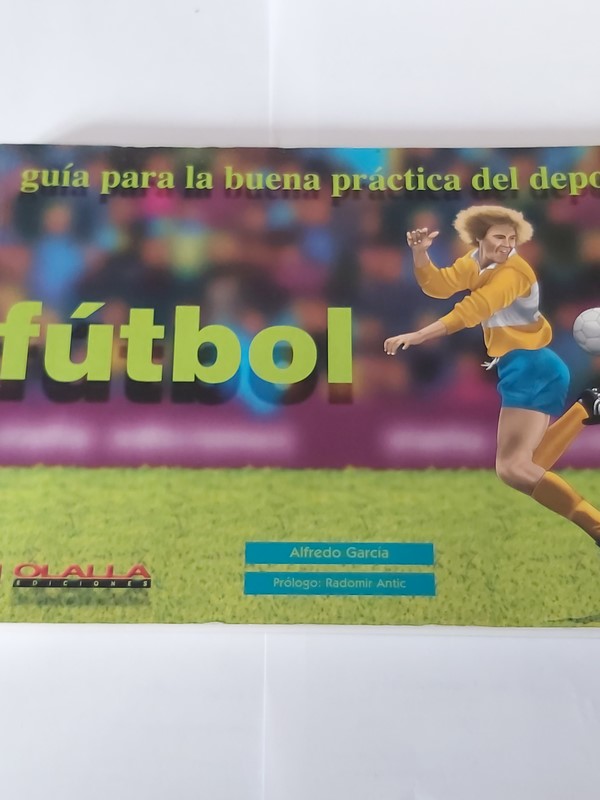 guía para la buena práctica del depo
fútbol
Alfredo García
Prólogo: Radomir Antic
OLALLA
EDICIONES